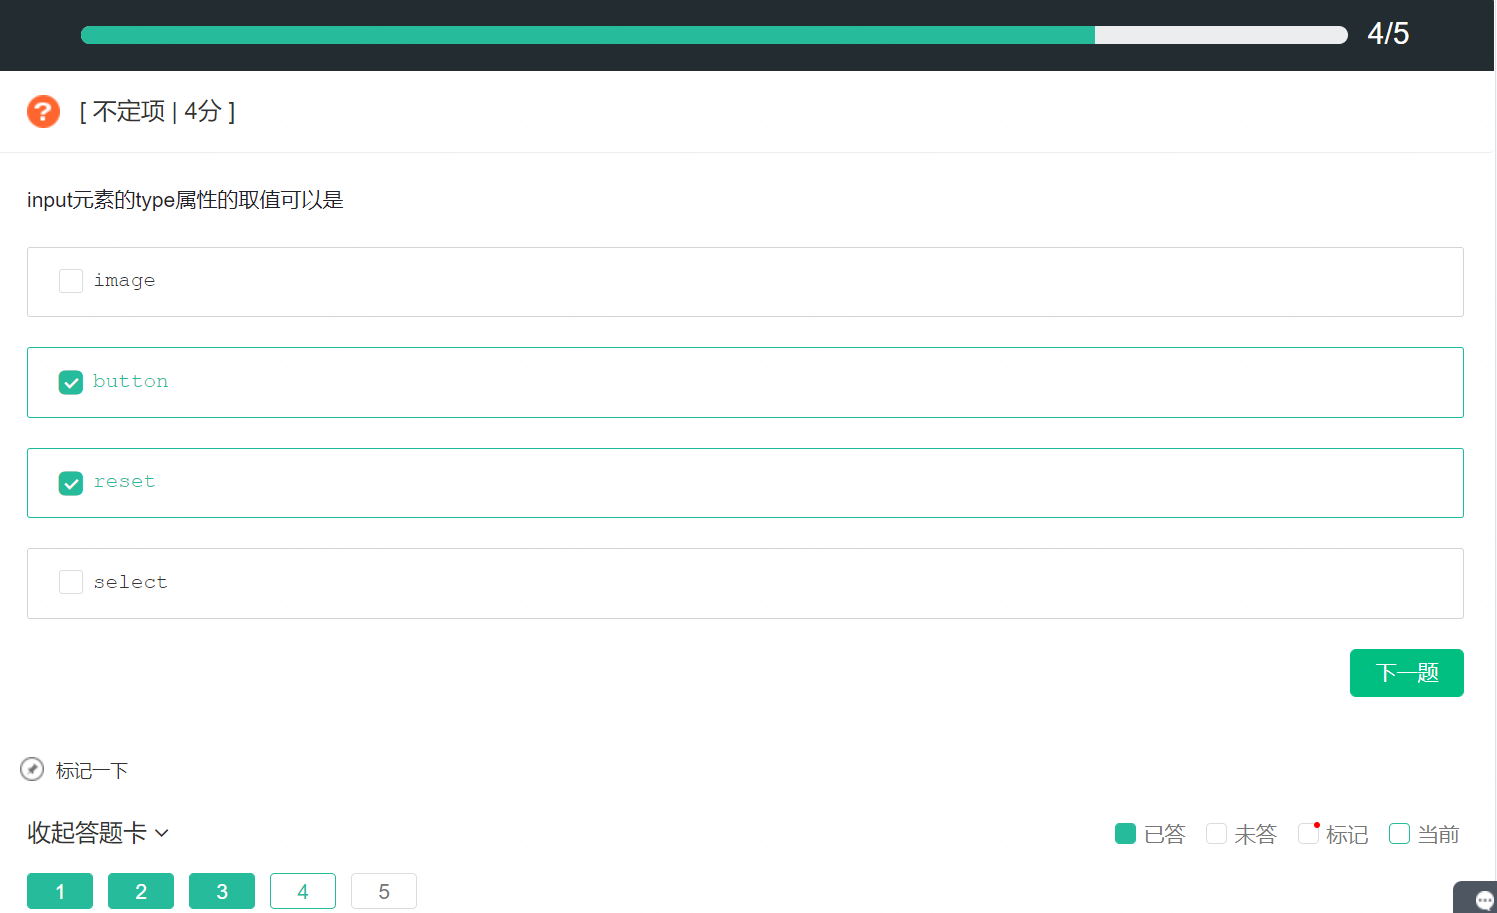 4/5
[ 不定项 | 4分 ]
input元素的type属性的取值可以是
image
button
reset
select
下一题
标记一下
收起答题卡
已答 未答 标记 当前
1 2 3 4 5